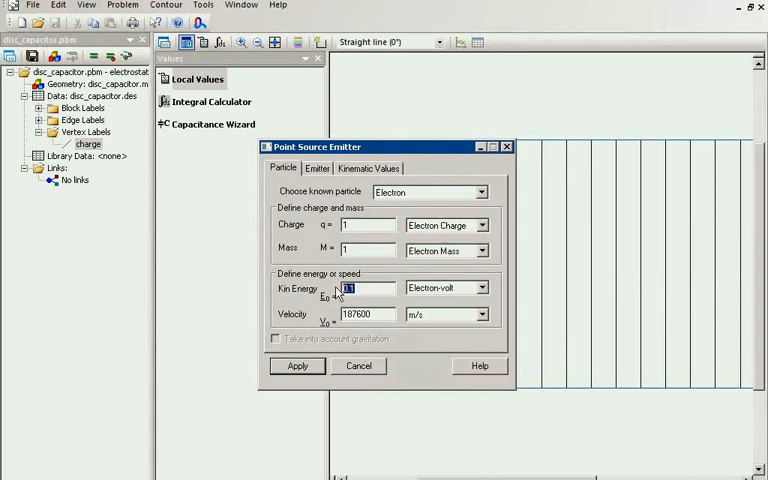 File Edit View Problem Contour Tools Window Help
disc_capacitor.pbm
Straight line (0°)
Values
disc_capacitor.pbm - electrostat
Geometry: disc_capacitor.m
Data: disc_capacitor.des
Block Labels
Edge Labels
Vertex Labels
charge
Library Data: <none>
Links:
No links
Local Values
Integral Calculator
Capacitance Wizard
Point Source Emitter
Particle Emitter Kinematic Values
Choose known particle Electron
Define charge and mass
Charge q = 1 Electron Charge
Mass M = 1 Electron Mass
Define energy or speed
Kin Energy E0 = 0.1 Electron-volt
Velocity V0 = 187600 m/s
Take into account gravitation
Apply Cancel Help